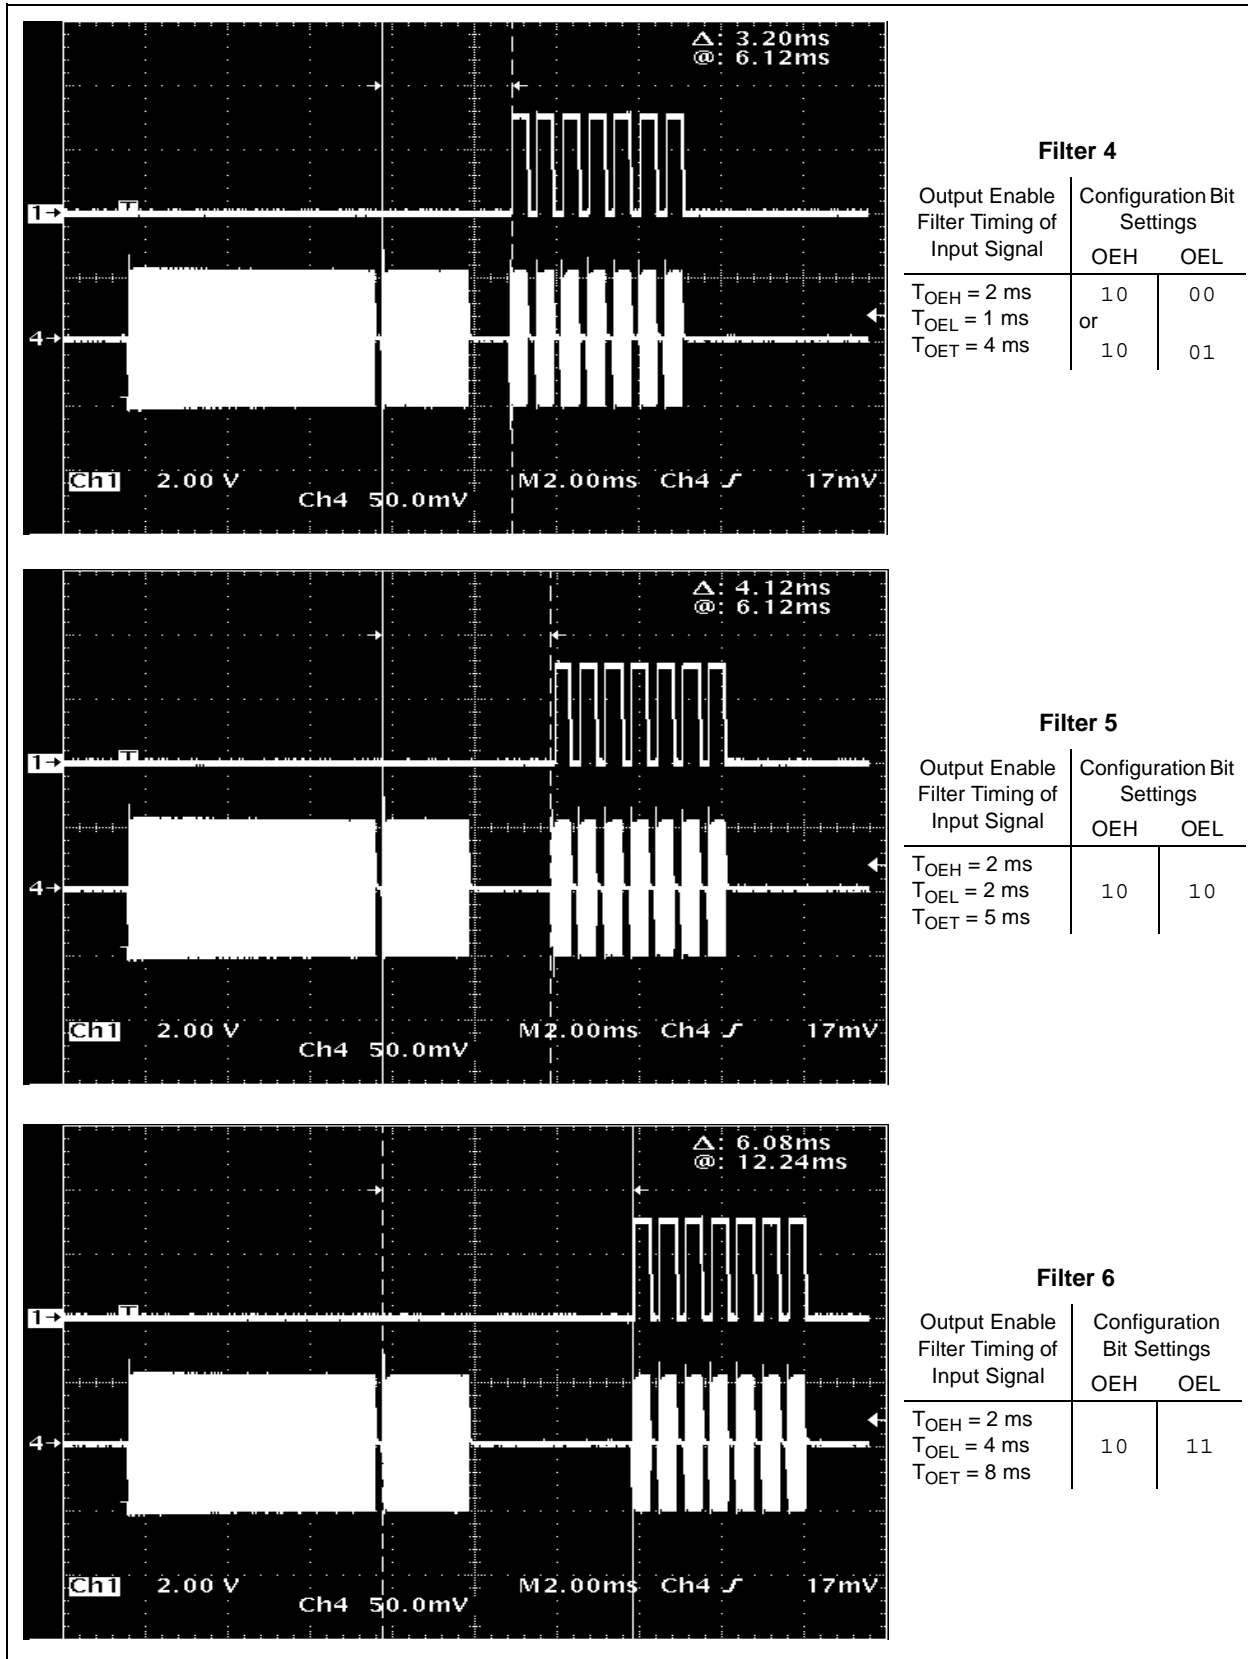 Δ: 3.20ms
@: 6.12ms
T
1→
4→
Ch1 2.00 V M2.00ms Ch4 17mV
Ch4 50.0mV
Filter 4
Output Enable Configuration Bit
Filter Timing of Settings
Input Signal OEH OEL
TOEH = 2 ms 10 00
TOEL = 1 ms or
TOET = 4 ms 10 01
Δ: 4.12ms
@: 6.12ms
T
1→
4→
Ch1 2.00 V M2.00ms Ch4 17mV
Ch4 50.0mV
Filter 5
Output Enable Configuration Bit
Filter Timing of Settings
Input Signal OEH OEL
TOEH = 2 ms
TOEL = 2 ms 10 10
TOET = 5 ms
Δ: 6.08ms
@: 12.24ms
T
1→
4→
Ch1 2.00 V M2.00ms Ch4 17mV
Ch4 50.0mV
Filter 6
Output Enable Configuration
Filter Timing of Bit Settings
Input Signal OEH OEL
TOEH = 2 ms
TOEL = 4 ms 10 11
TOET = 8 ms